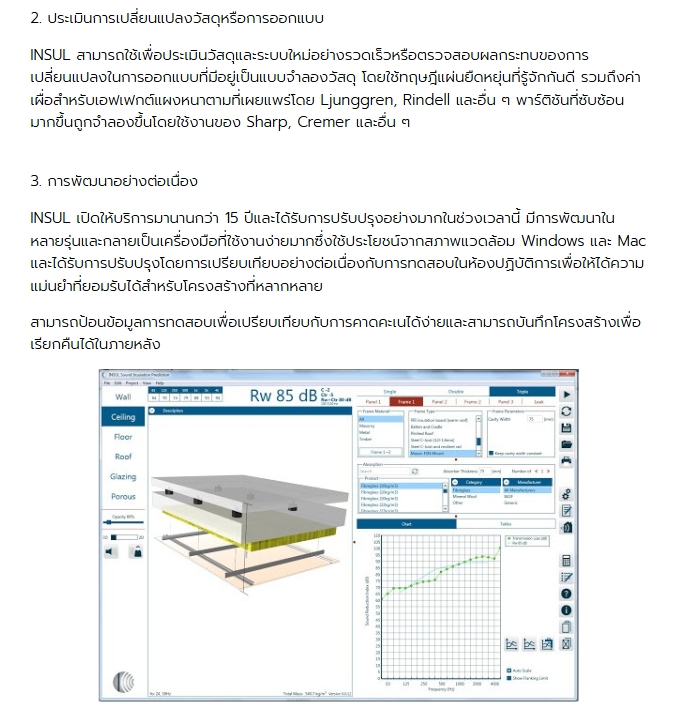 2. ประเมินการเปลี่ยนแปลงวัสดุหรือการออกแบบ
INSUL สามารถใช้เพื่อประเมินวัสดุและระบบใหม่อย่างรวดเร็วหรือตรวจสอบผลกระทบของการ
เปลี่ยนแปลงในการออกแบบที่มีอยู่เป็นแบบจำลองวัสดุ โดยใช้ทฤษฎีแผ่นยืดหยุ่นที่รู้จักกันดี รวมถึงค่า
เผื่อสำหรับเอฟเฟกต์แผงหนาตามที่เผยแพร่โดย Ljunggren, Rindell และอื่น ๆ พาร์ติชันที่ซับซ้อน
มากขึ้นถูกจำลองขึ้นโดยใช้งานของ Sharp, Cremer และอื่น ๆ
3. การพัฒนาอย่างต่อเนื่อง
INSUL เปิดให้บริการมานานกว่า 15 ปีและได้รับการปรับปรุงอย่างมากในช่วงเวลานี้ มีการพัฒนาใน
หลายรุ่นและกลายเป็นเครื่องมือที่ใช้งานง่ายมากซึ่งใช้ประโยชน์จากสภาพแวดล้อม Windows และ Mac
และได้รับการปรับปรุงโดยการเปรียบเทียบอย่างต่อเนื่องกับการทดสอบในห้องปฏิบัติการเพื่อให้ได้ความ
แม่นยำที่ยอมรับได้สำหรับโครงสร้างที่หลากหลาย
สามารถป้อนข้อมูลการทดสอบเพื่อเปรียบเทียบกับการคาดคะเนได้ง่ายและสามารถบันทึกโครงสร้างเพื่อ
เรียกคืนได้ในภายหลัง
INSUL Sound Insulation Prediction
File Edit Project View Help
Wall
Ceiling
Floor
Roof
Glazing
Porous
Description
Rw 85 dB
Single Double Triple
Panel 1 Frame 1 Panel 2 Frame 2 Panel 3 Leak
Frame Material
Frame Type
All
Masonry
Metal
Timber
Cavity Width
Keep cavity width constant
Absorption
Product
Category
Manufacturer
Fibreglass
Mineral Wool
Other
All Manufacturers
Generic
Chart
Tables
Sound Reduction Index (dB)
Frequency (Hz)
63 125 250 500 1000 2000 4000
Auto Scale
Show Flanking Limit